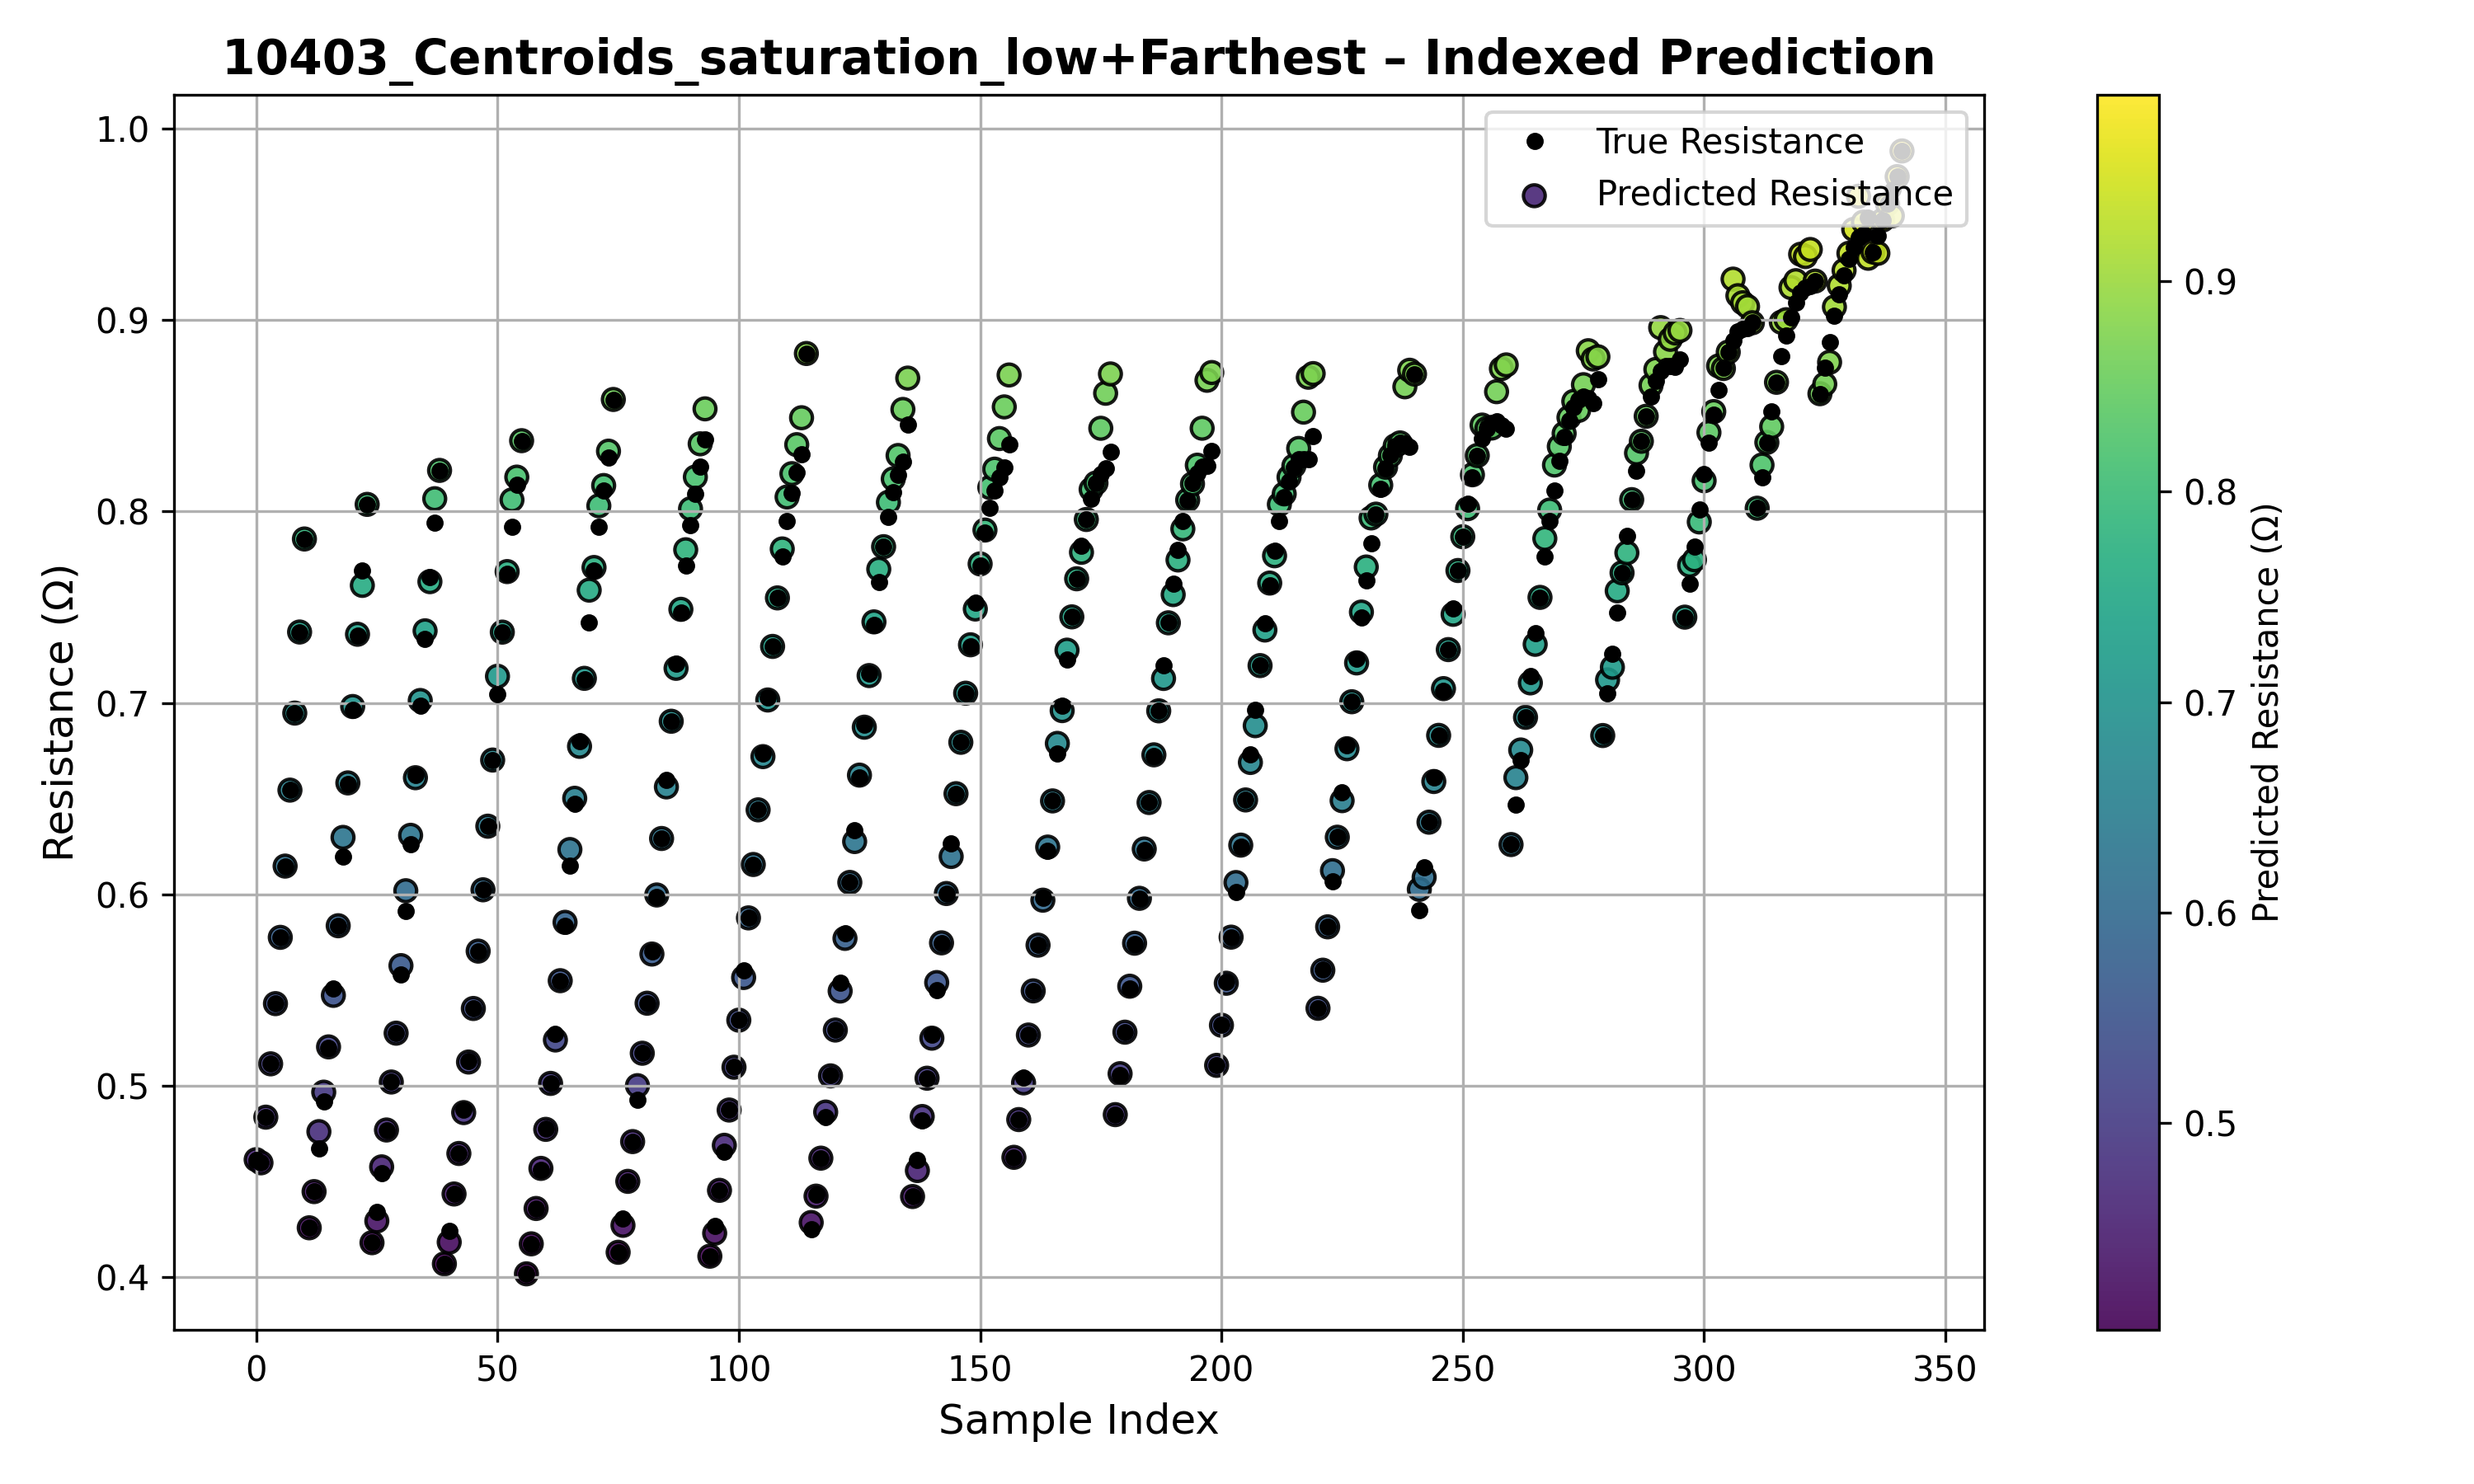 10403_Centroids_saturation_low+Farthest – Indexed Prediction
True Resistance
Predicted Resistance
Resistance (Ω)
1.0
0.9
0.8
0.7
0.6
0.5
0.4
0 50 100 150 200 250 300 350
Sample Index
0.9
0.8
0.7
0.6
0.5
Predicted Resistance (Ω)